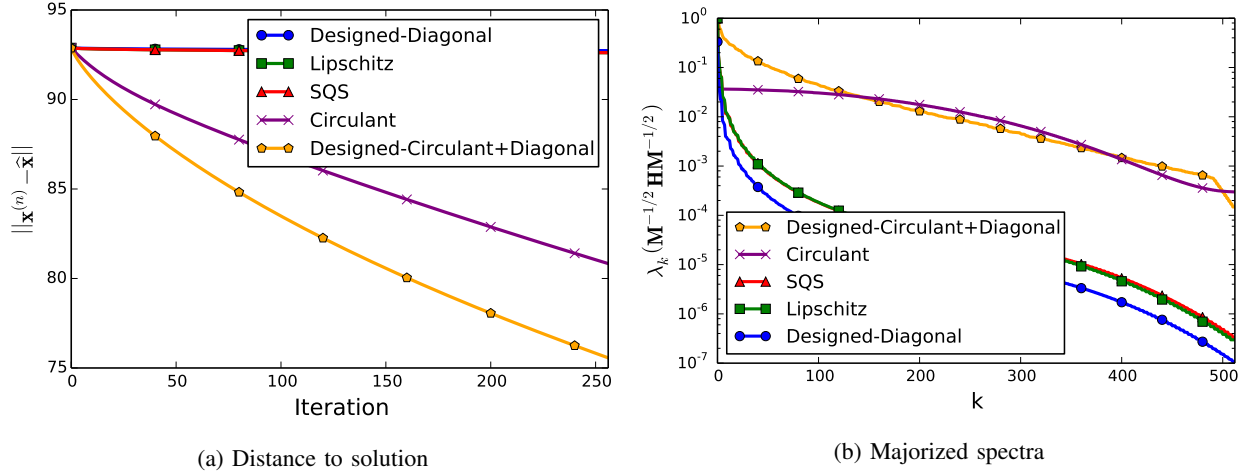 95
90
85
80
75
||x^(n) − x̂||
Designed-Diagonal
Lipschitz
SQS
Circulant
Designed-Circulant+Diagonal
0 50 100 150 200 250
Iteration
(a) Distance to solution
10^0
10^-1
10^-2
10^-3
10^-4
10^-5
10^-6
10^-7
λ_k (M^-1/2 HM^-1/2)
Designed-Circulant+Diagonal
Circulant
SQS
Lipschitz
Designed-Diagonal
0 100 200 300 400 500
k
(b) Majorized spectra